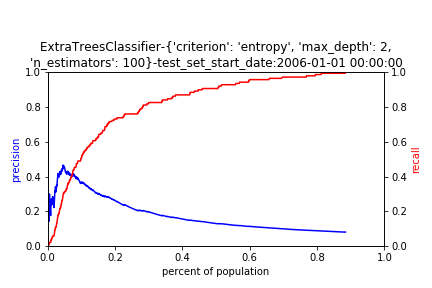 ExtraTreesClassifier-{'criterion': 'entropy', 'max_depth': 2,
'n_estimators': 100}-test_set_start_date:2006-01-01 00:00:00
1.0 1.0
0.8 0.8
0.6 0.6
precision recall
0.4 0.4
0.2 0.2
0.0 0.0
0.0 0.2 0.4 0.6 0.8 1.0
percent of population